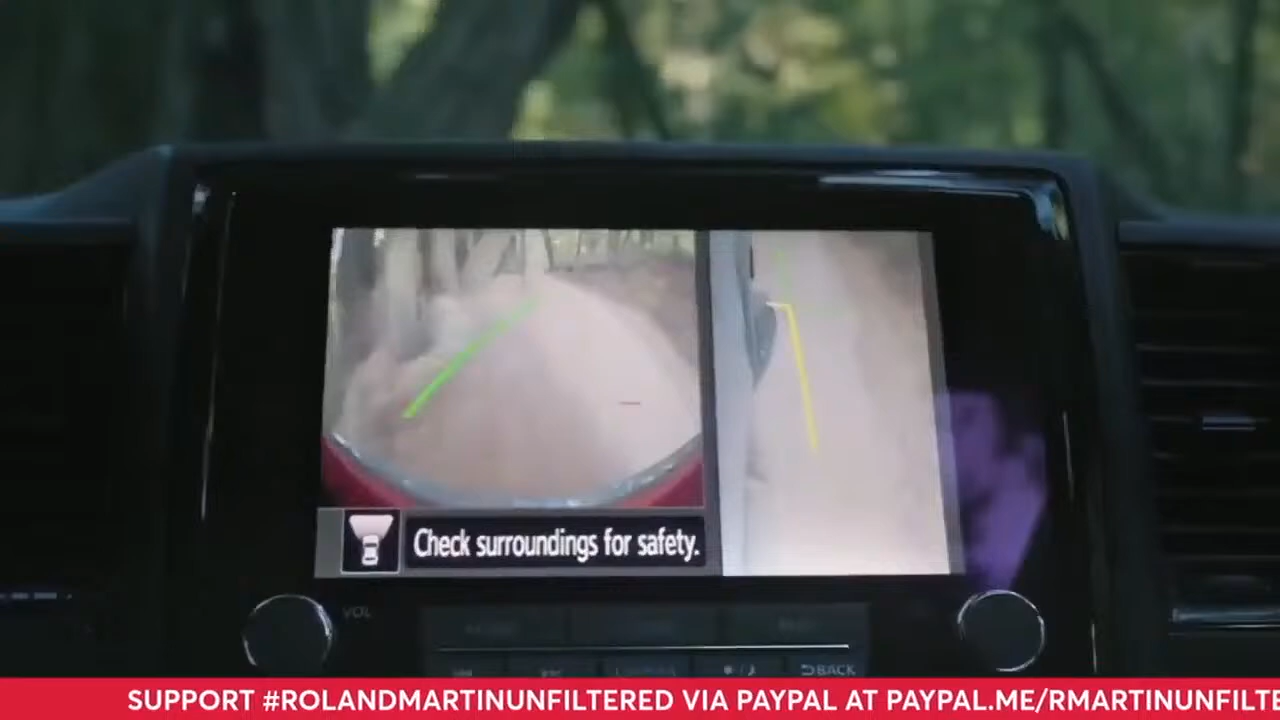 Check surroundings for safety.
VOL
BACK
SUPPORT #ROLANDMARTINUNFILTERED VIA PAYPAL AT PAYPAL.ME/RMARTINUNFILTE